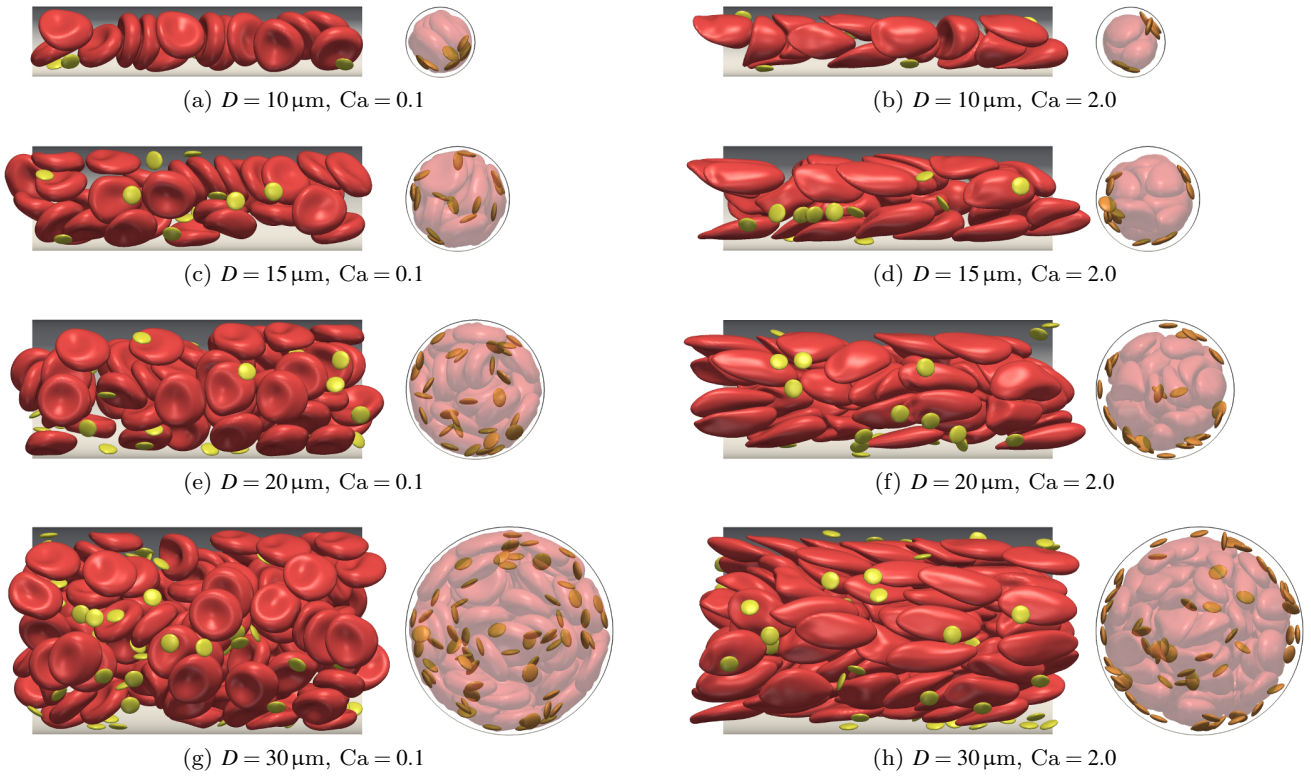 (a) D = 10 μm, Ca = 0.1
(b) D = 10 μm, Ca = 2.0
(c) D = 15 μm, Ca = 0.1
(d) D = 15 μm, Ca = 2.0
(e) D = 20 μm, Ca = 0.1
(f) D = 20 μm, Ca = 2.0
(g) D = 30 μm, Ca = 0.1
(h) D = 30 μm, Ca = 2.0